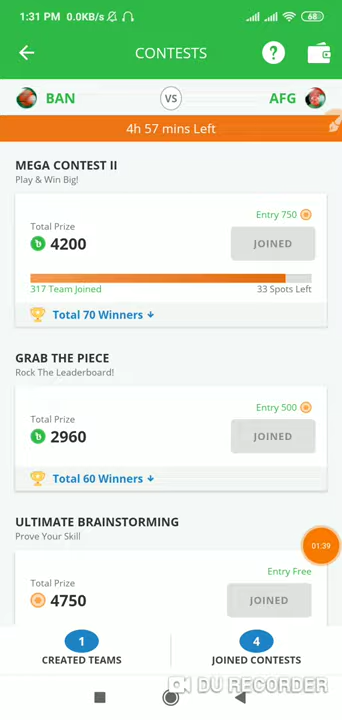 1:31 PM 0.0KB/s 68
CONTESTS ?
BAN VS AFG
4h 57 mins Left
MEGA CONTEST II
Play & Win Big!
Entry 750
Total Prize
4200 JOINED
317 Team Joined 33 Spots Left
Total 70 Winners
GRAB THE PIECE
Rock The Leaderboard!
Entry 500
Total Prize
2960 JOINED
Total 60 Winners
ULTIMATE BRAINSTORMING
Prove Your Skill
01:39
Entry Free
Total Prize
4750 JOINED
1 4
CREATED TEAMS JOINED CONTESTS
DU RECORDER